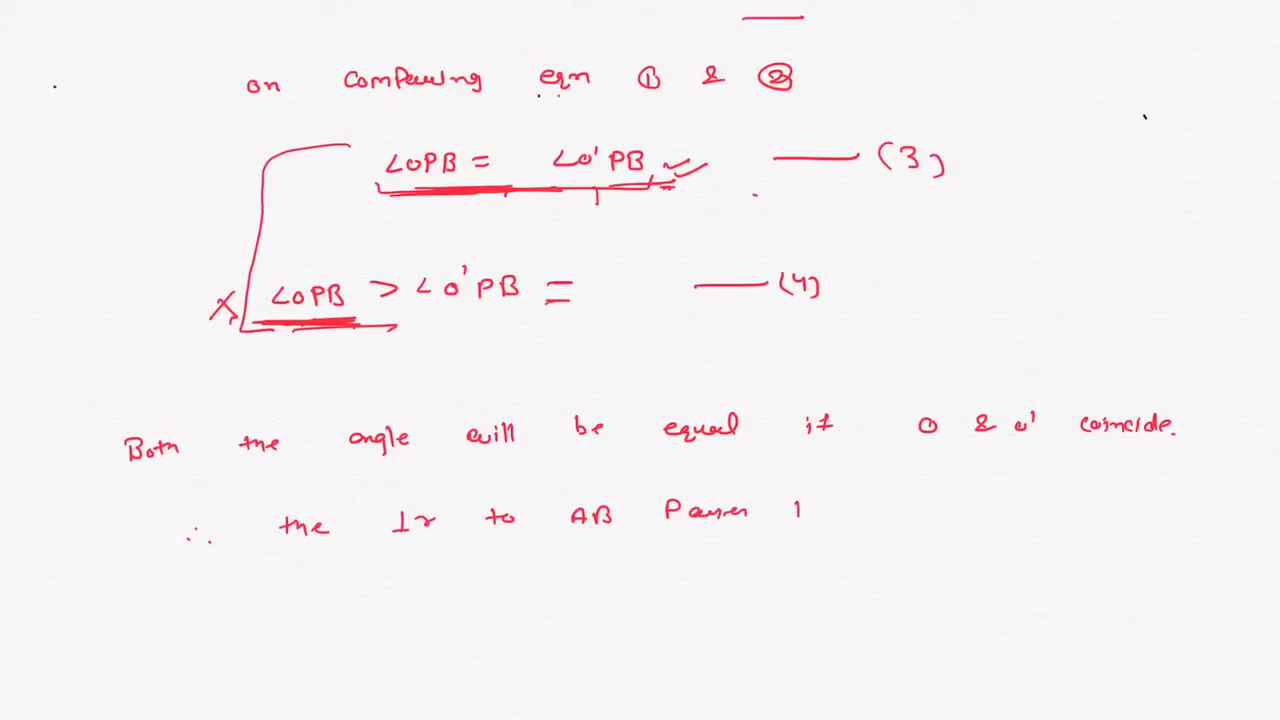 on Comparing eqn ① & ②
∠OPB = ∠O'PB —— (3)
∠OPB > ∠O'PB = —— (4)
Both the angle will be equal if O & O' coincide.
∴ the ⊥r to AB Passes t